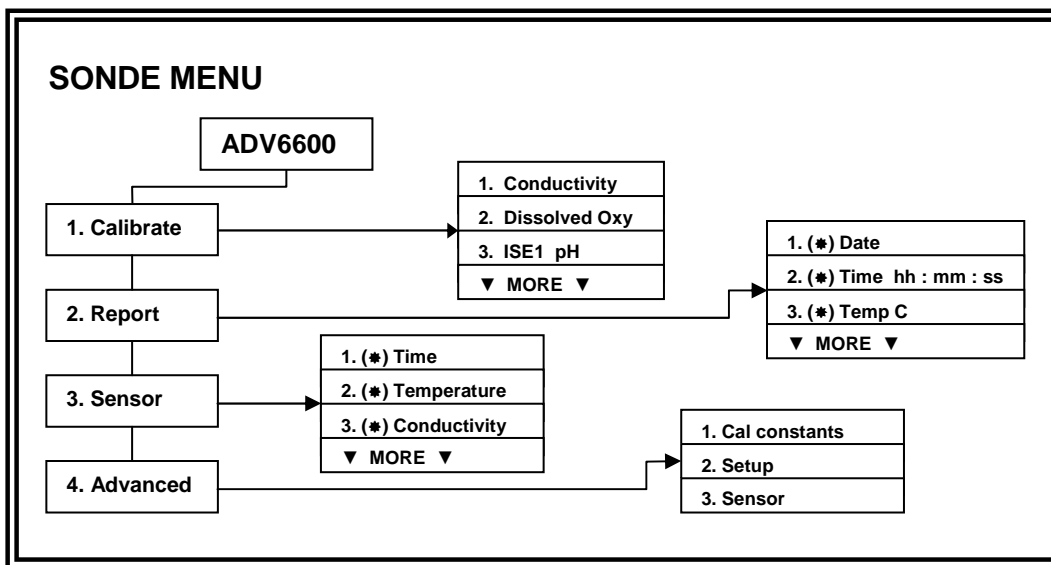 SONDE MENU
ADV6600
1. Calibrate
1. Conductivity
2. Dissolved Oxy
3. ISE1 pH
▼ MORE ▼
2. Report
1. (✱) Date
2. (✱) Time hh : mm : ss
3. (✱) Temp C
▼ MORE ▼
3. Sensor
1. (✱) Time
2. (✱) Temperature
3. (✱) Conductivity
▼ MORE ▼
4. Advanced
1. Cal constants
2. Setup
3. Sensor